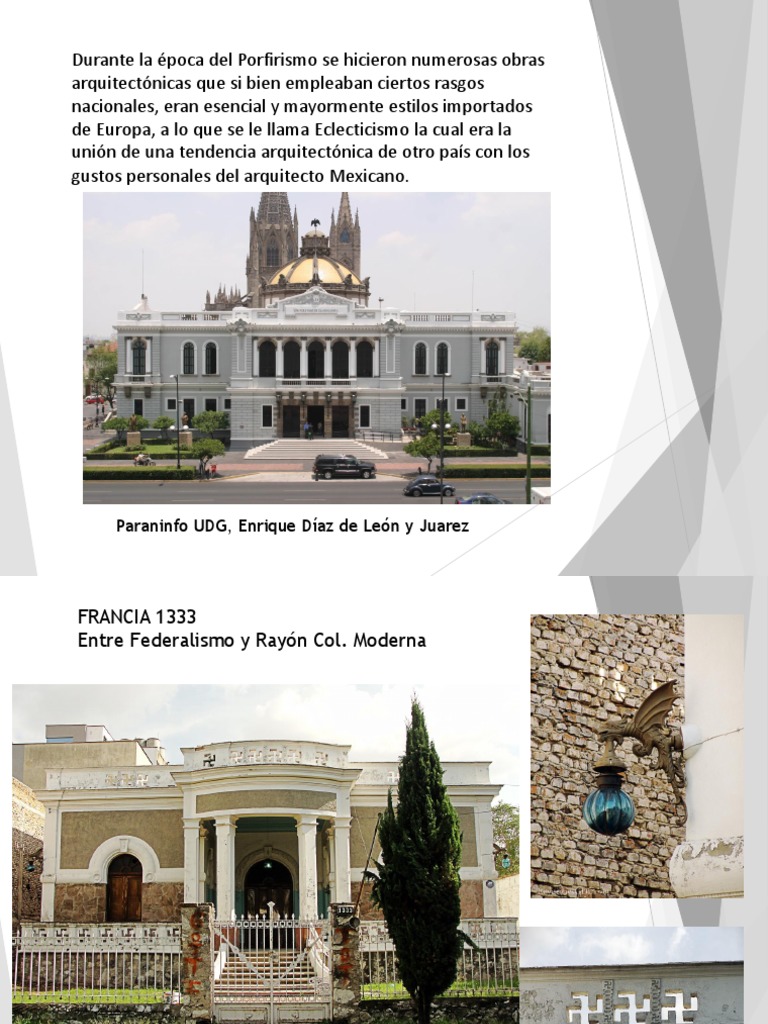 Durante la época del Porfirismo se hicieron numerosas obras
arquitectónicas que si bien empleaban ciertos rasgos
nacionales, eran esencial y mayormente estilos importados
de Europa, a lo que se le llama Eclecticismo la cual era la
unión de una tendencia arquitectónica de otro país con los
gustos personales del arquitecto Mexicano.
Paraninfo UDG, Enrique Díaz de León y Juarez
FRANCIA 1333
Entre Federalismo y Rayón Col. Moderna
1333